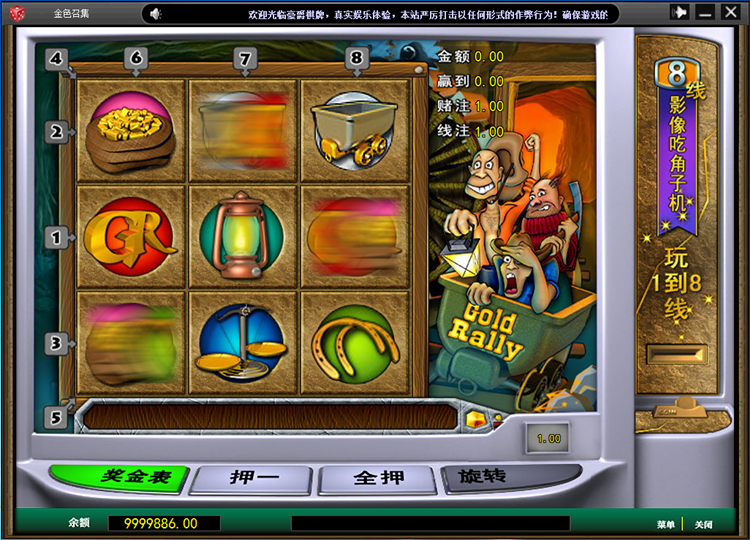 金色召集
欢迎光临豪爵棋牌，真实娱乐体验，本站严厉打击以任何形式的作弊行为！确保游戏的
4
6
7
8
金额 0.00
赢到 0.00
赌注 1.00
线注 1.00
2
1
3
5
GR
Gold
Rally
8
线
影像吃角子机
玩
1到8
线
COIN
1.00
奖金表
押一
全押
旋转
余额
9999886.00
菜单
关闭